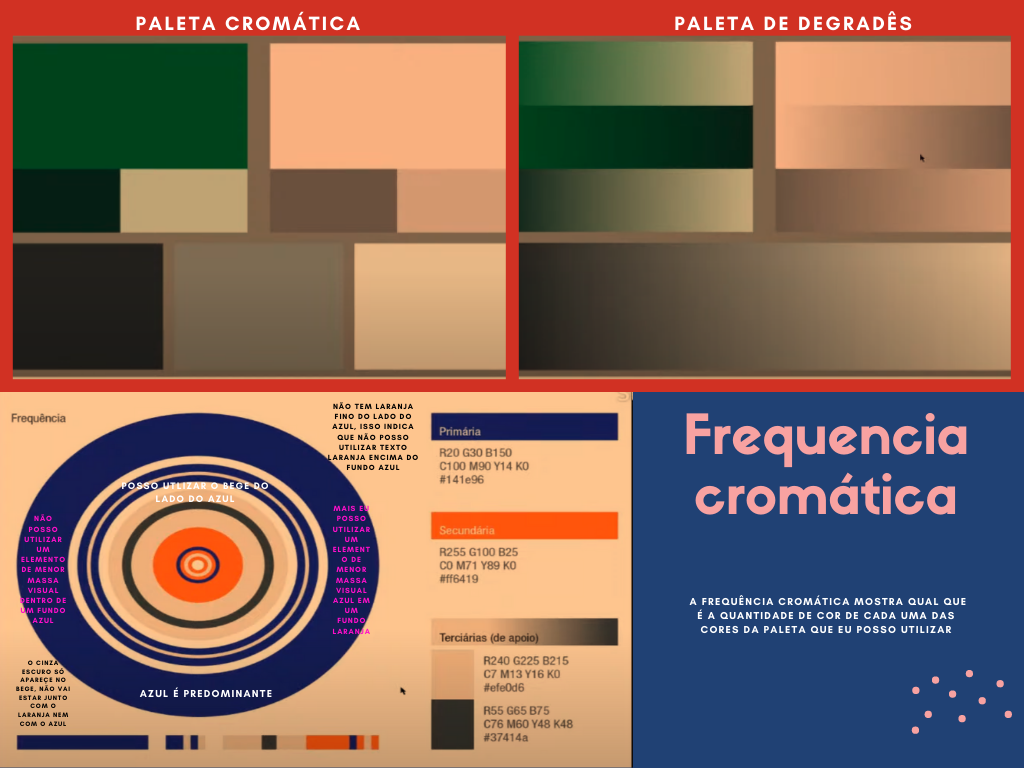 PALETA CROMÁTICA
PALETA DE DEGRADÊS
Frequência
NÃO TEM LARANJA
FINO DO LADO DO
AZUL, ISSO INDICA
QUE NÃO POSSO
UTILIZAR TEXTO
LARANJA ENCIMA DO
FUNDO AZUL
POSSO UTLIZAR O BEGE DO
LADO DO AZUL
NÃO
POSSO
UTILIZAR
UM
ELEMENTO
DE MENOR
MASSA
VISUAL
DENTRO DE
UM FUNDO
AZUL
MAIS EU
POSSO
UTILIZAR
UM
ELEMENT
O DE
MENOR
MASSA
VISUAL
AZUL EM
UM
FUNDO
LARANJA
O CINZA
ESCURO SÓ
APAREÇE NO
BEGE, NÃO VAI
ESTAR JUNTO
COM O
LARANJA NEM
COM O AZUL
AZUL É PREDOMINANTE
Primária
R20 G30 B150
C100 M90 Y14 K0
#141e96
Secundária
R255 G100 B25
C0 M71 Y89 K0
#ff6419
Terciárias (de apoio)
R240 G225 B215
C7 M13 Y16 K0
#efe0d6
R55 G65 B75
C76 M60 Y48 K48
#37414a
Frequencia
cromática
A FREQUÊNCIA CROMÁTICA MOSTRA QUAL QUE
É A QUANTIDADE DE COR DE CADA UMA DAS
CORES DA PALETA QUE EU POSSO UTILIZAR